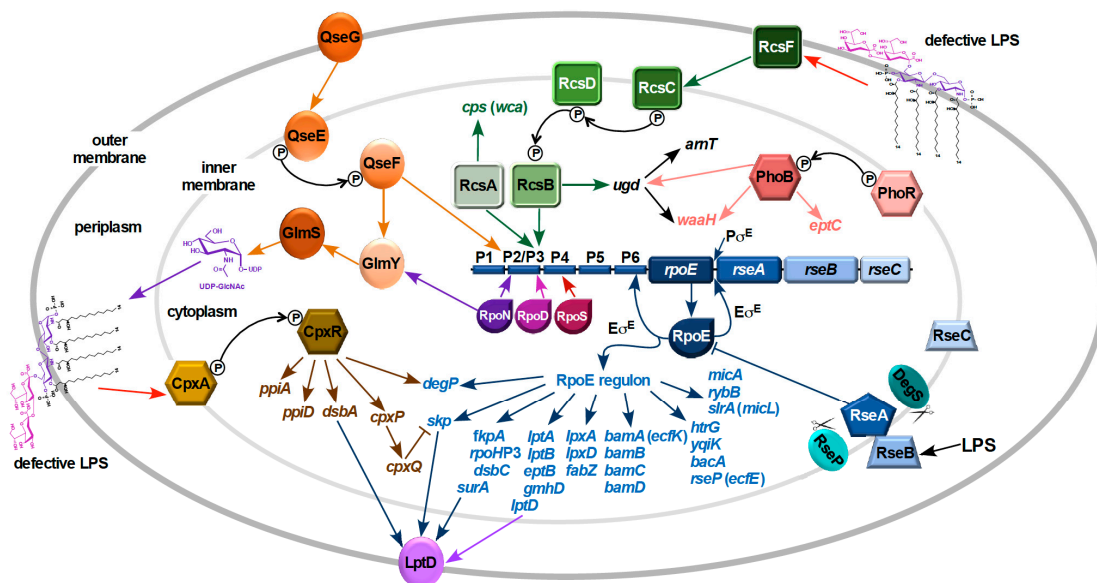 QseG
RcsF
defective LPS
RcsD
RcsC
cps (wca)
P
P
P
outer
membrane
QseE
P
P
QseF
inner
membrane
RcsA
RcsB
ugd
amT
PhoB
P
P
PhoR
waaH
eptC
periplasm
GlmS
GlmY
UDP
UDP-GlcNAc
P1 P2/P3 P4 P5 P6
PσE
rpoE
rseA
rseB
rseC
RpoN
RpoD
RpoS
cytoplasm
P
CpxR
EσE
RpoE
EσE
RseC
CpxA
P
ppiA
ppiD
dsbA
cpxP
cpxQ
degP
skp
RpoE regulon
micA
rybB
slrA (micL)
DegS
RseA
RseP
RseB
LPS
defective LPS
fkpA
rpoHP3
dsbC
surA
lptA
lptB
eptB
gmhD
lptD
lpxA
lpxD
fabZ
bamA (ecfK)
bamB
bamC
bamD
htrG
yqiK
bacA
rseP (ecfE)
LptD